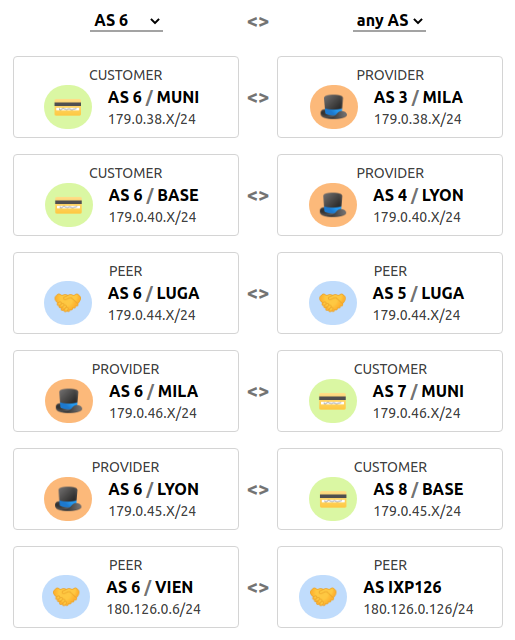 AS 6 <> any AS
CUSTOMER PROVIDER
AS 6 / MUNI <> AS 3 / MILA
179.0.38.X/24 179.0.38.X/24
CUSTOMER PROVIDER
AS 6 / BASE <> AS 4 / LYON
179.0.40.X/24 179.0.40.X/24
PEER PEER
AS 6 / LUGA <> AS 5 / LUGA
179.0.44.X/24 179.0.44.X/24
PROVIDER CUSTOMER
AS 6 / MILA <> AS 7 / MUNI
179.0.46.X/24 179.0.46.X/24
PROVIDER CUSTOMER
AS 6 / LYON <> AS 8 / BASE
179.0.45.X/24 179.0.45.X/24
PEER PEER
AS 6 / VIEN <> AS IXP126
180.126.0.6/24 180.126.0.126/24